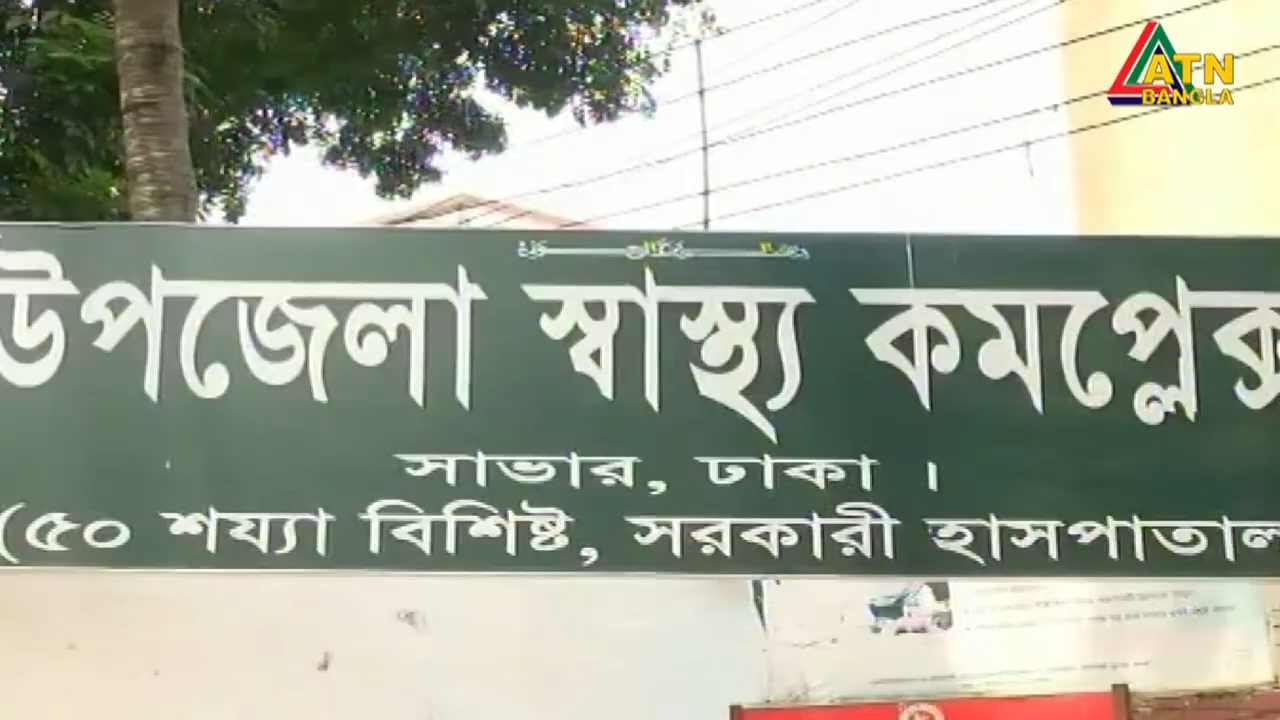 ATN
BANGLA
উপজেলা স্বাস্থ্য কমপ্লেক্স
সাভার, ঢাকা ।
(৫০ শয্যা বিশিষ্ট, সরকারী হাসপাতাল